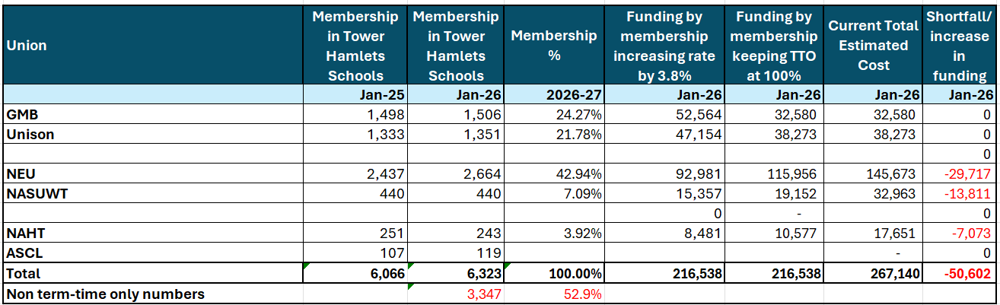 Union | Membership in Tower Hamlets Schools | Membership in Tower Hamlets Schools | Membership % | Funding by membership increasing rate by 3.8% | Funding by membership keeping TTO at 100% | Current Total Estimated Cost | Shortfall/ increase in funding
Jan-25 | Jan-26 | 2026-27 | Jan-26 | Jan-26 | Jan-26 | Jan-26
GMB | 1,498 | 1,506 | 24.27% | 52,564 | 32,580 | 32,580 | 0
Unison | 1,333 | 1,351 | 21.78% | 47,154 | 38,273 | 38,273 | 0
0
NEU | 2,437 | 2,664 | 42.94% | 92,981 | 115,956 | 145,673 | -29,717
NASUWT | 440 | 440 | 7.09% | 15,357 | 19,152 | 32,963 | -13,811
0 | - | 0
NAHT | 251 | 243 | 3.92% | 8,481 | 10,577 | 17,651 | -7,073
ASCL | 107 | 119 | - | 0
Total | 6,066 | 6,323 | 100.00% | 216,538 | 216,538 | 267,140 | -50,602
Non term-time only numbers | 3,347 | 52.9%